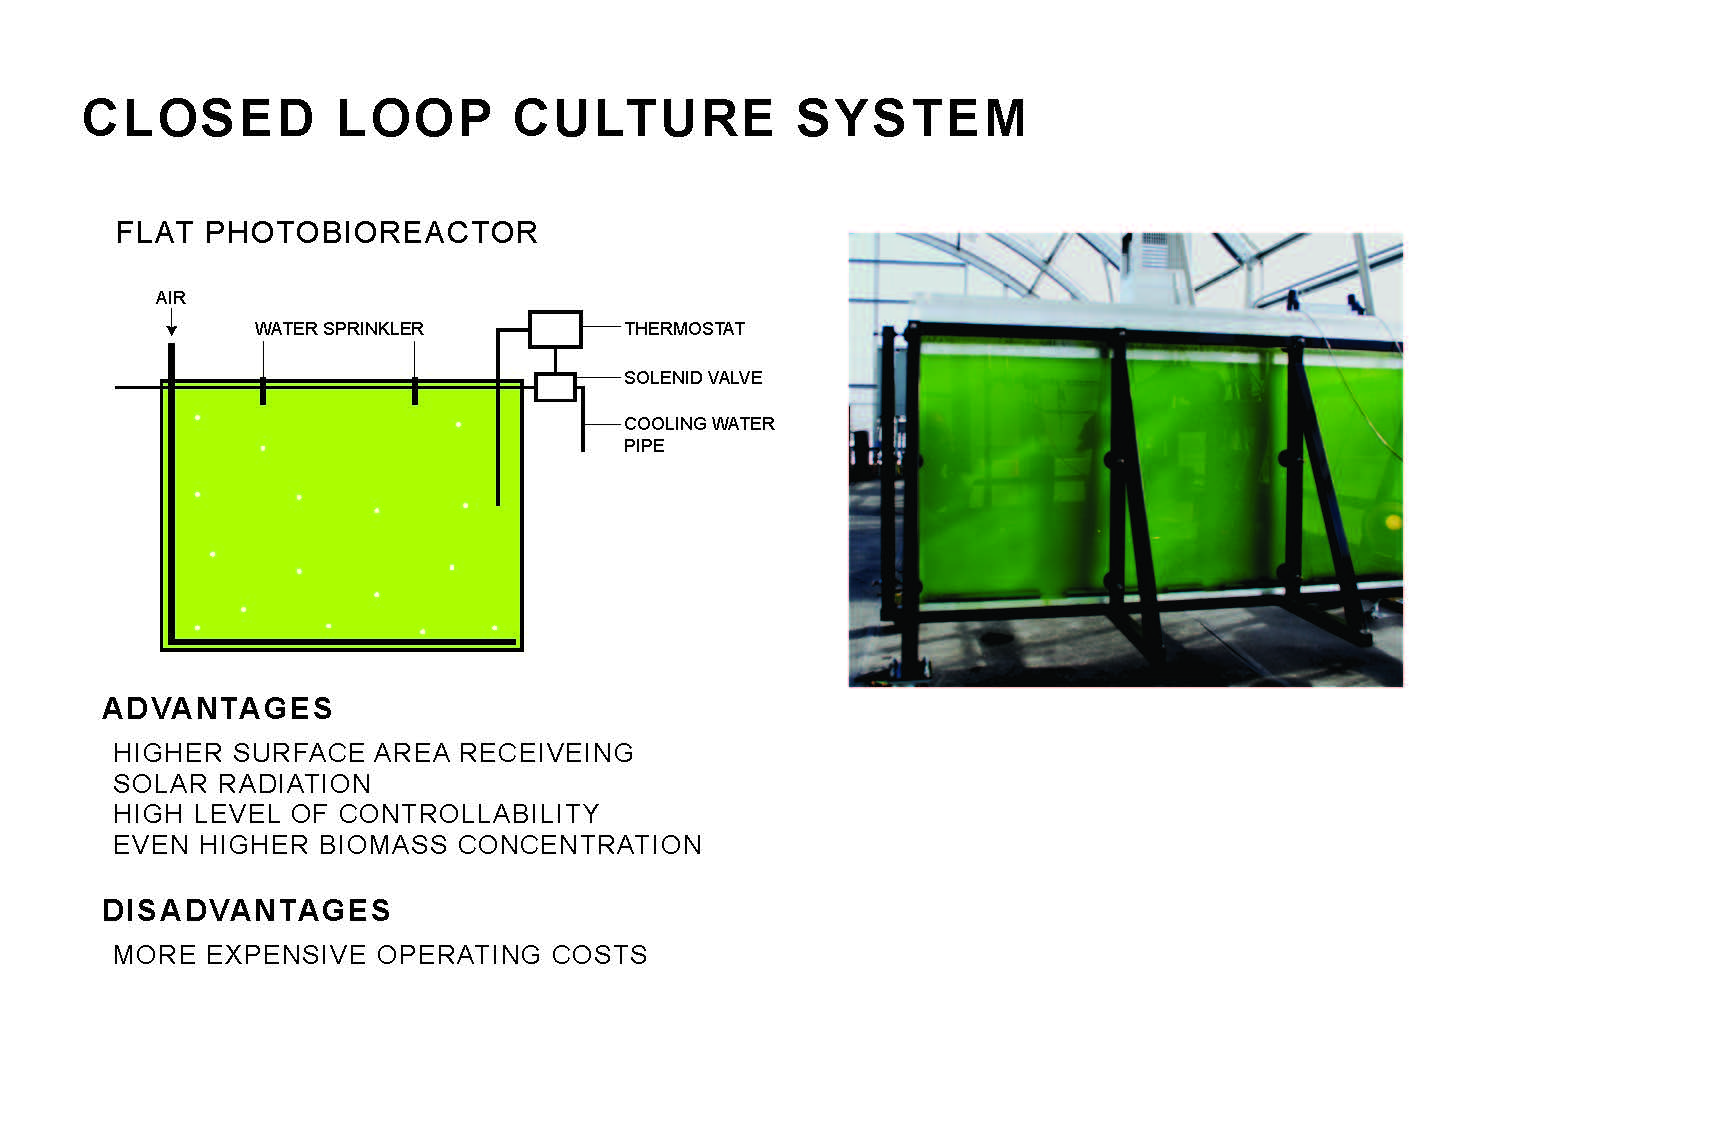 CLOSED LOOP CULTURE SYSTEM
FLAT PHOTOBIOREACTOR
AIR
WATER SPRINKLER
THERMOSTAT
SOLENID VALVE
COOLING WATER
PIPE
ADVANTAGES
HIGHER SURFACE AREA RECEIVEING
SOLAR RADIATION
HIGH LEVEL OF CONTROLLABILITY
EVEN HIGHER BIOMASS CONCENTRATION
DISADVANTAGES
MORE EXPENSIVE OPERATING COSTS